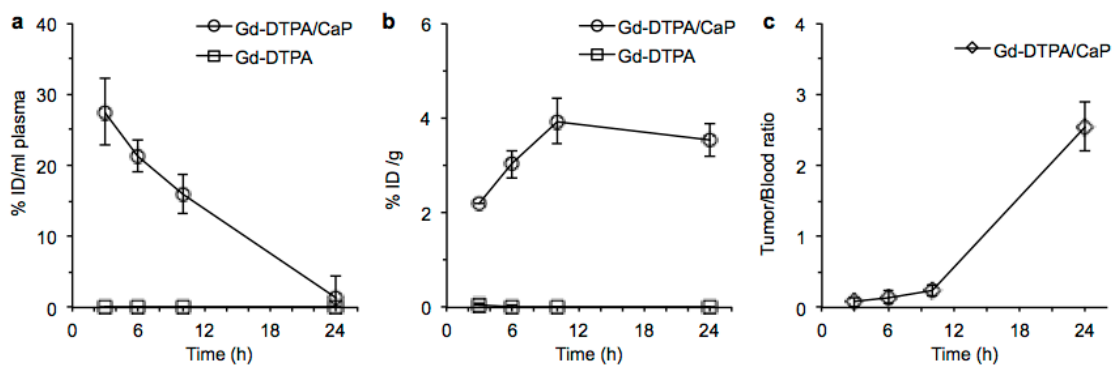 a
40
30
20
10
0
% ID/ml plasma
Gd-DTPA/CaP
Gd-DTPA
0 6 12 18 24
Time (h)
b
6
4
2
0
% ID /g
Gd-DTPA/CaP
Gd-DTPA
0 6 12 18 24
Time (h)
c
4
3
2
1
0
Tumor/Blood ratio
Gd-DTPA/CaP
0 6 12 18 24
Time (h)